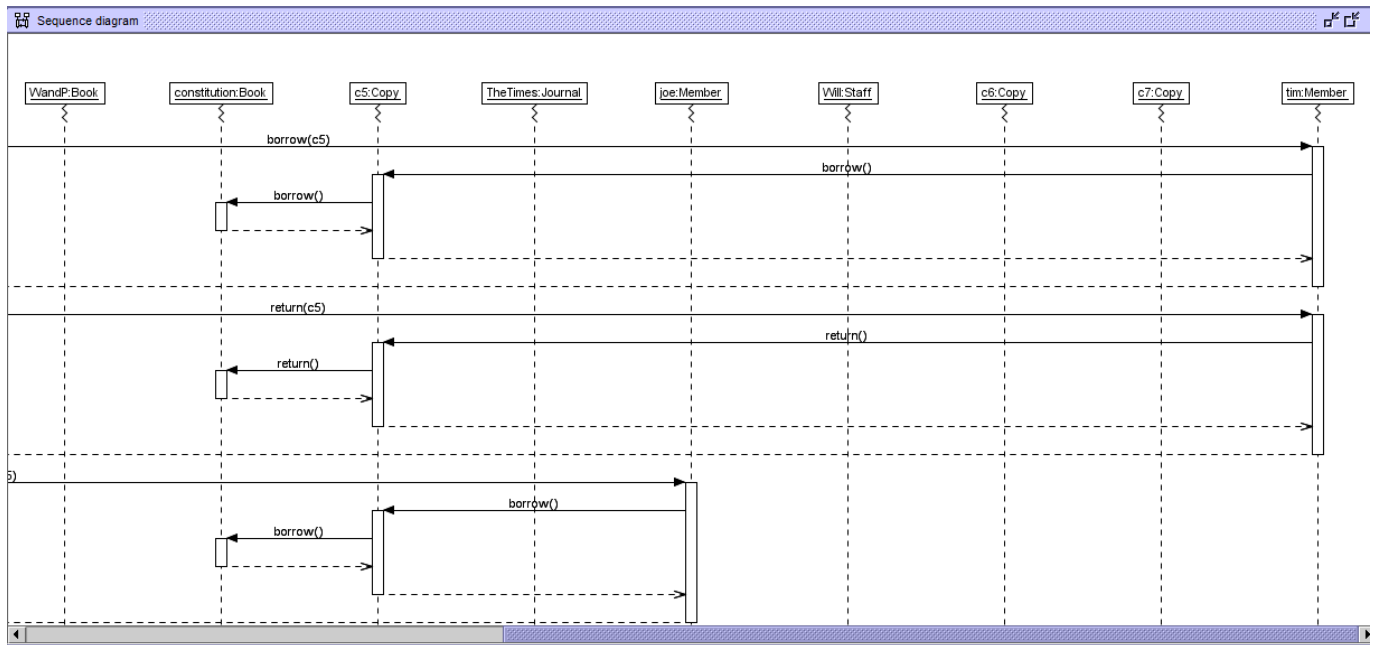 Sequence diagram
WandP:Book constitution:Book c5:Copy TheTimes:Journal joe:Member Will:Staff c6:Copy c7:Copy tim:Member
borrow(c5)
borrow()
borrow()
return(c5)
return()
return()
5)
borrow()
borrow()